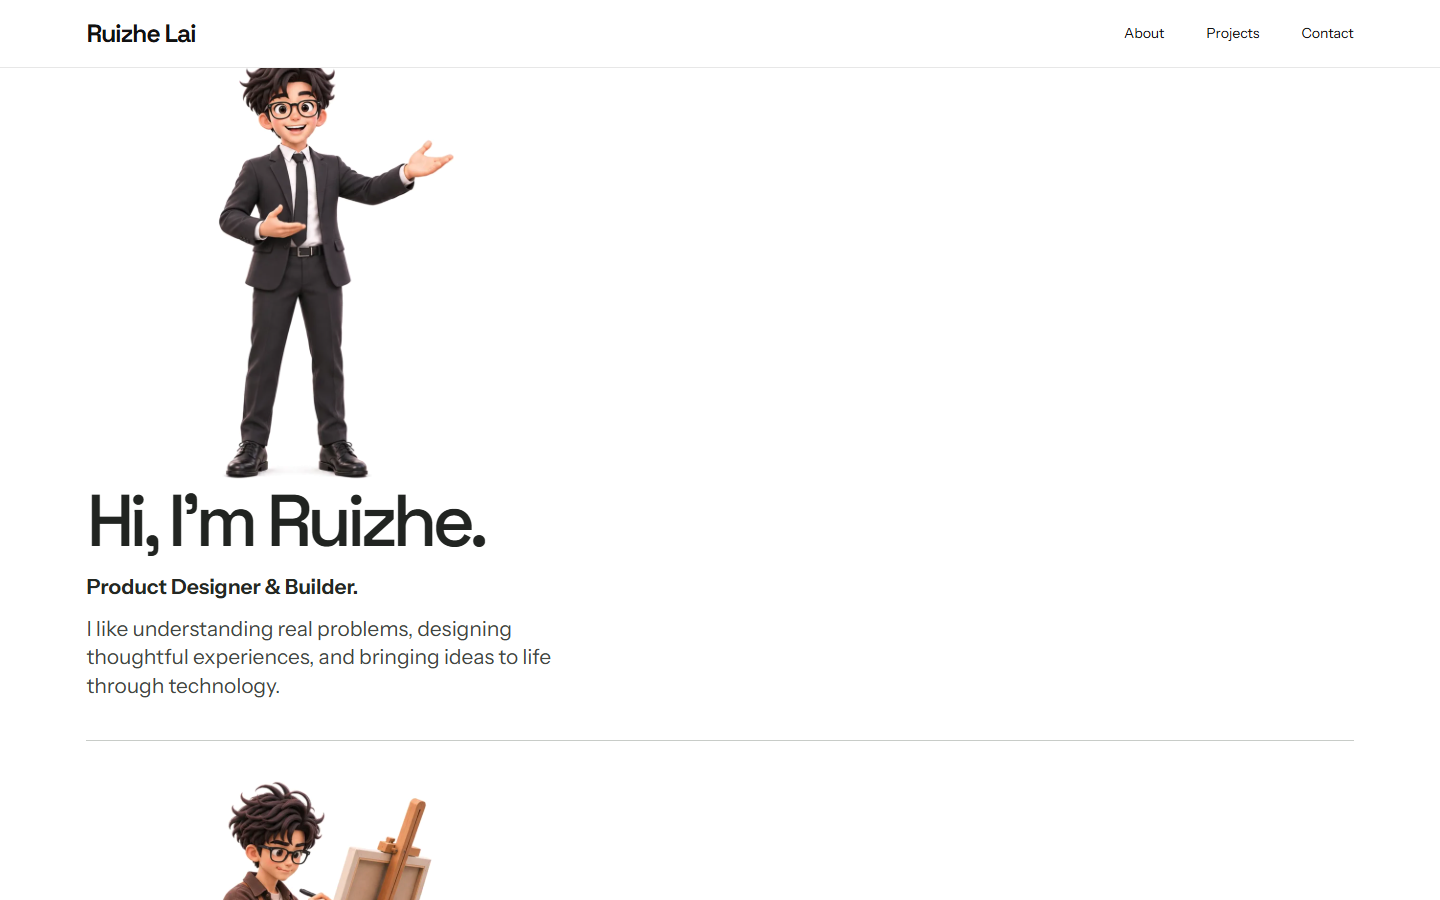 Ruizhe Lai
About
Projects
Contact
Hi, I’m Ruizhe.
Product Designer & Builder.
I like understanding real problems, designing
thoughtful experiences, and bringing ideas to life
through technology.